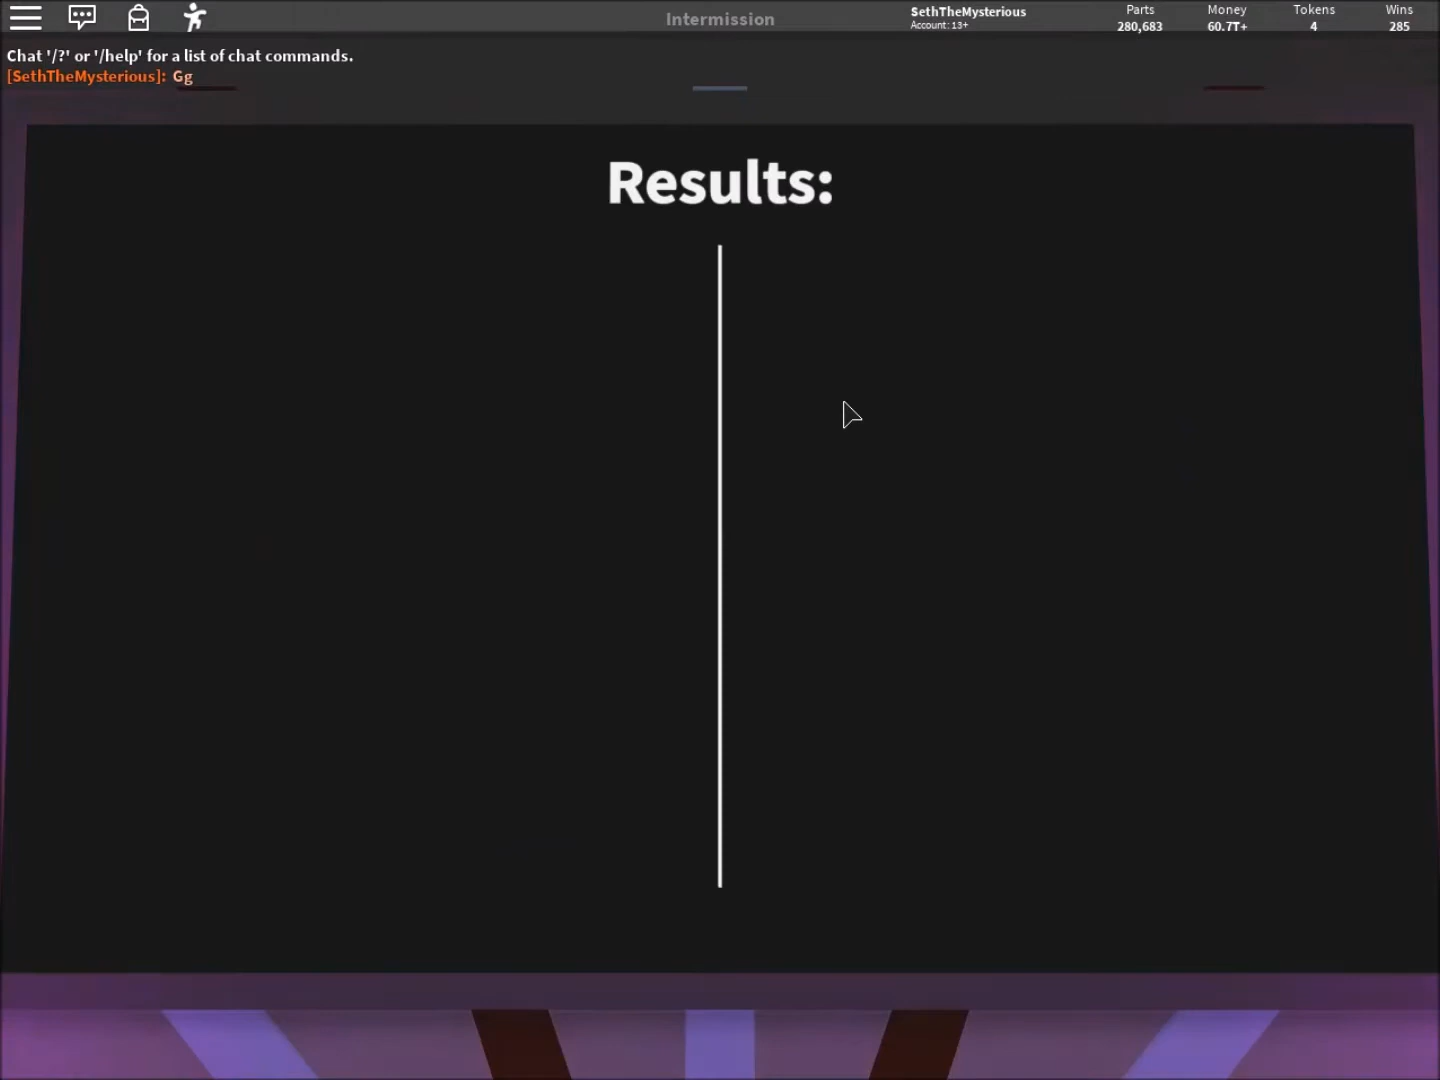 Intermission
SethTheMysterious
Account: 13+
Parts
280,683
Money
60.7T+
Tokens
4
Wins
285
Chat '/?' or '/help' for a list of chat commands.
[SethTheMysterious]: Gg
Results: